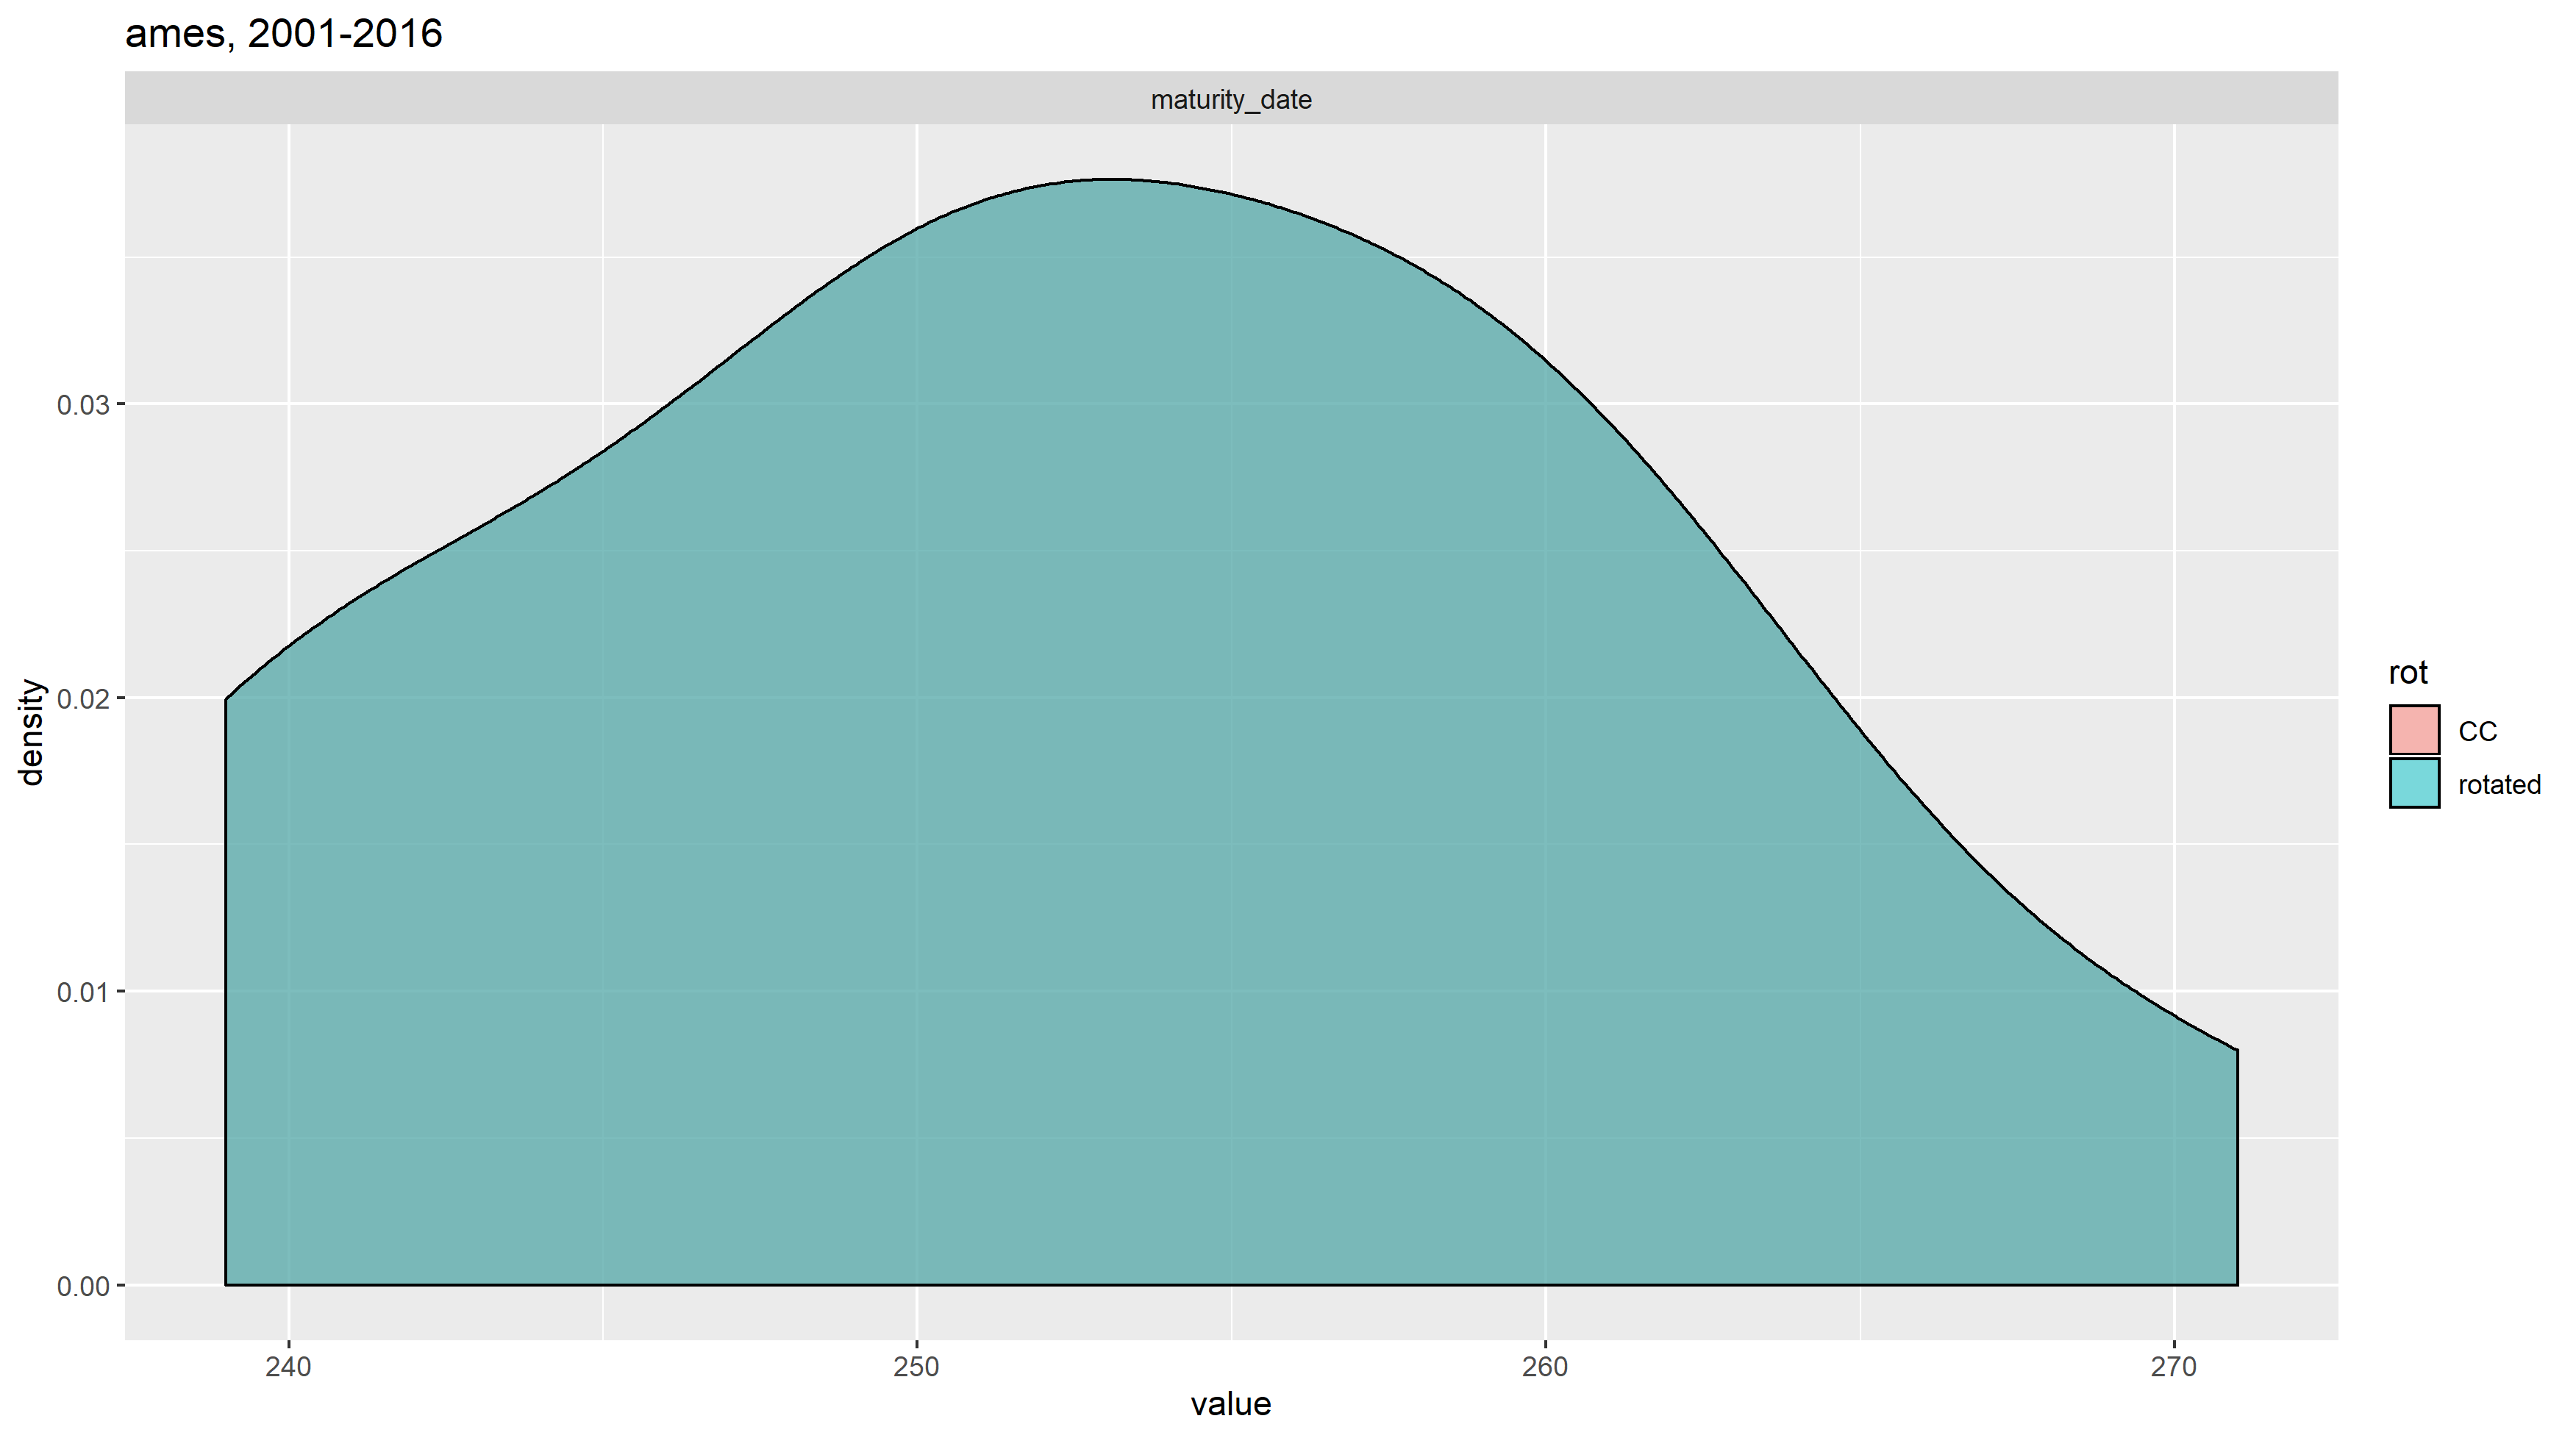 ames, 2001-2016
maturity_date
density
0.03
0.02
0.01
0.00
240
250
260
270
value
rot
CC
rotated